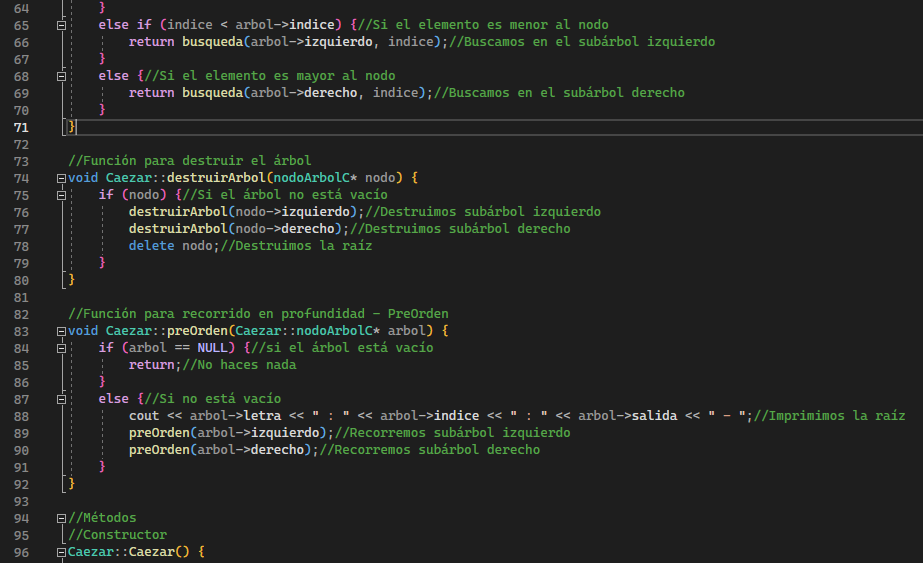 64 }
65 else if (indice < arbol->indice) {//Si el elemento es menor al nodo
66 return busqueda(arbol->izquierdo, indice);//Buscamos en el subárbol izquierdo
67 }
68 else {//Si el elemento es mayor al nodo
69 return busqueda(arbol->derecho, indice);//Buscamos en el subárbol derecho
70 }
71 }
72
73 //Función para destruir el árbol
74 void Caezar::destruirArbol(nodoArbolC* nodo) {
75 if (nodo) {//Si el árbol no está vacío
76 destruirArbol(nodo->izquierdo);//Destruimos subárbol izquierdo
77 destruirArbol(nodo->derecho);//Destruimos subárbol derecho
78 delete nodo;//Destruimos la raíz
79 }
80 }
81
82 //Función para recorrido en profundidad - PreOrden
83 void Caezar::preOrden(Caezar::nodoArbolC* arbol) {
84 if (arbol == NULL) {//si el árbol está vacío
85 return;//No haces nada
86 }
87 else {//Si no está vacío
88 cout << arbol->letra << " : " << arbol->indice << " : " << arbol->salida << " - ";//Imprimimos la raíz
89 preOrden(arbol->izquierdo);//Recorremos subárbol izquierdo
90 preOrden(arbol->derecho);//Recorremos subárbol derecho
91 }
92 }
93
94 //Métodos
95 //Constructor
96 Caezar::Caezar() {